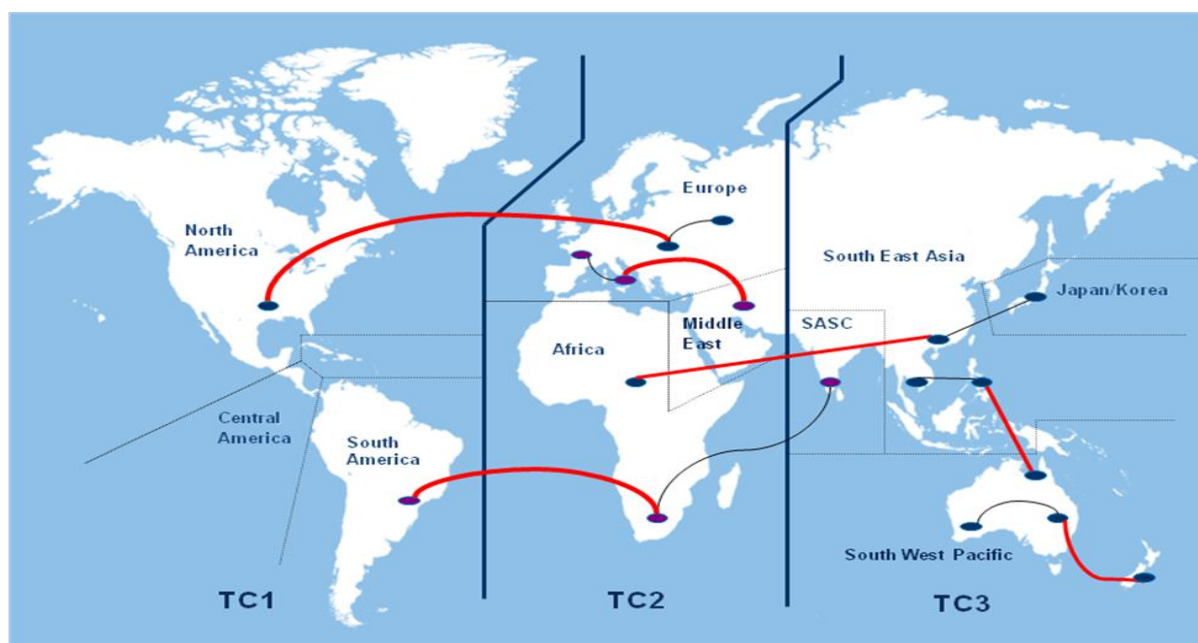 Europe
North
America
South East Asia
Japan/Korea
Middle
East
SASC
Africa
Central
America
South
America
South West Pacific
TC1
TC2
TC3